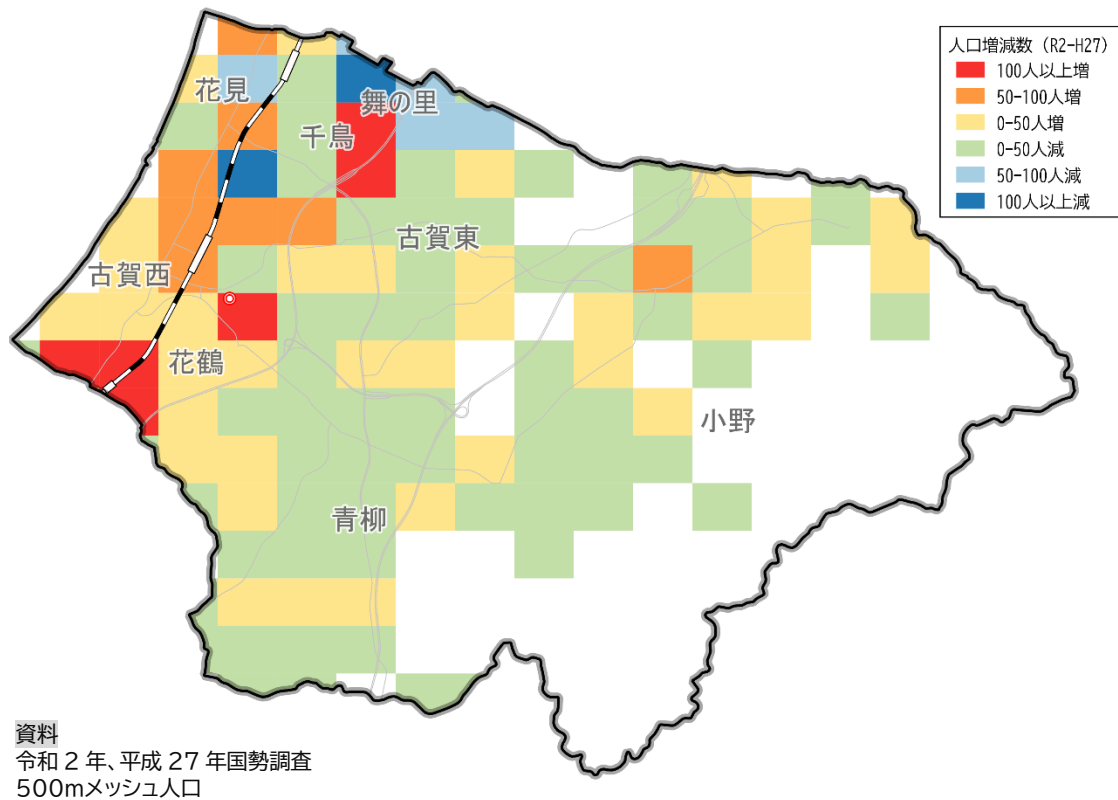 人口増減数（R2-H27）
100人以上増
50-100人増
0-50人増
0-50人減
50-100人減
100人以上減
花見
舞の里
千鳥
古賀東
古賀西
花鶴
小野
青柳
資料
令和2年、平成27年国勢調査
500mメッシュ人口